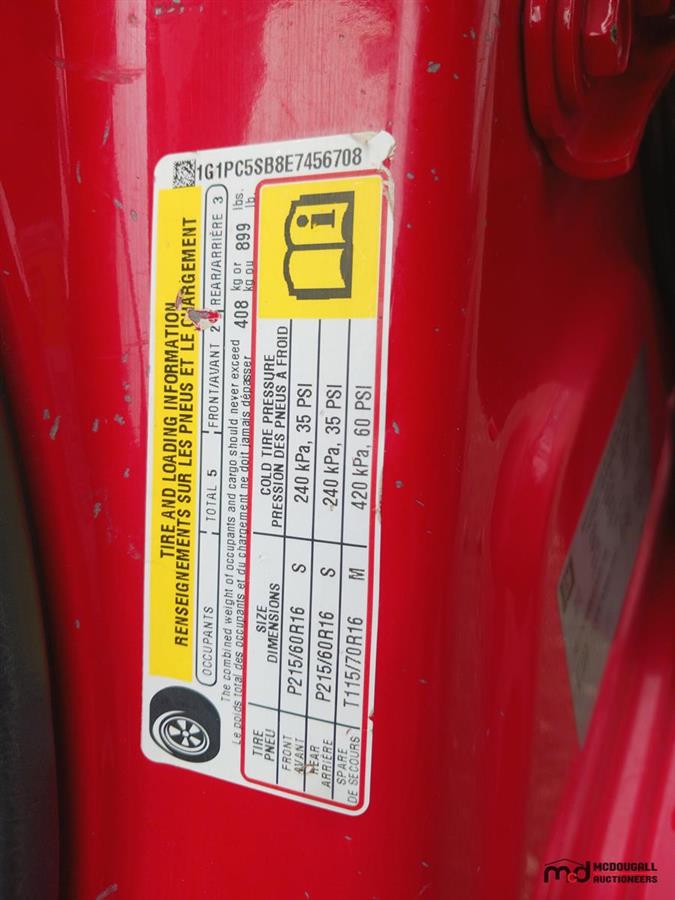 1G1PC5SB8E7456708
TIRE AND LOADING INFORMATION
RENSEIGNEMENTS SUR LES PNEUS ET LE CHARGEMENT
OCCUPANTS TOTAL 5 FRONT/AVANT 2 REAR/ARRIÈRE 3
The combined weight of occupants and cargo should never exceed 408 kg or 899 lbs.
Le poids total des occupants et du chargement ne doit jamais dépasser kg ou lb.
TIRE SIZE COLD TIRE PRESSURE
PNEU DIMENSIONS PRESSION DES PNEUS À FROID
FRONT
AVANT P215/60R16 S 240 kPa, 35 PSI
REAR
ARRIÈRE P215/60R16 S 240 kPa, 35 PSI
SPARE
DE SECOURS T115/70R16 M 420 kPa, 60 PSI
i
mcd MCDOUGALL
AUCTIONEERS